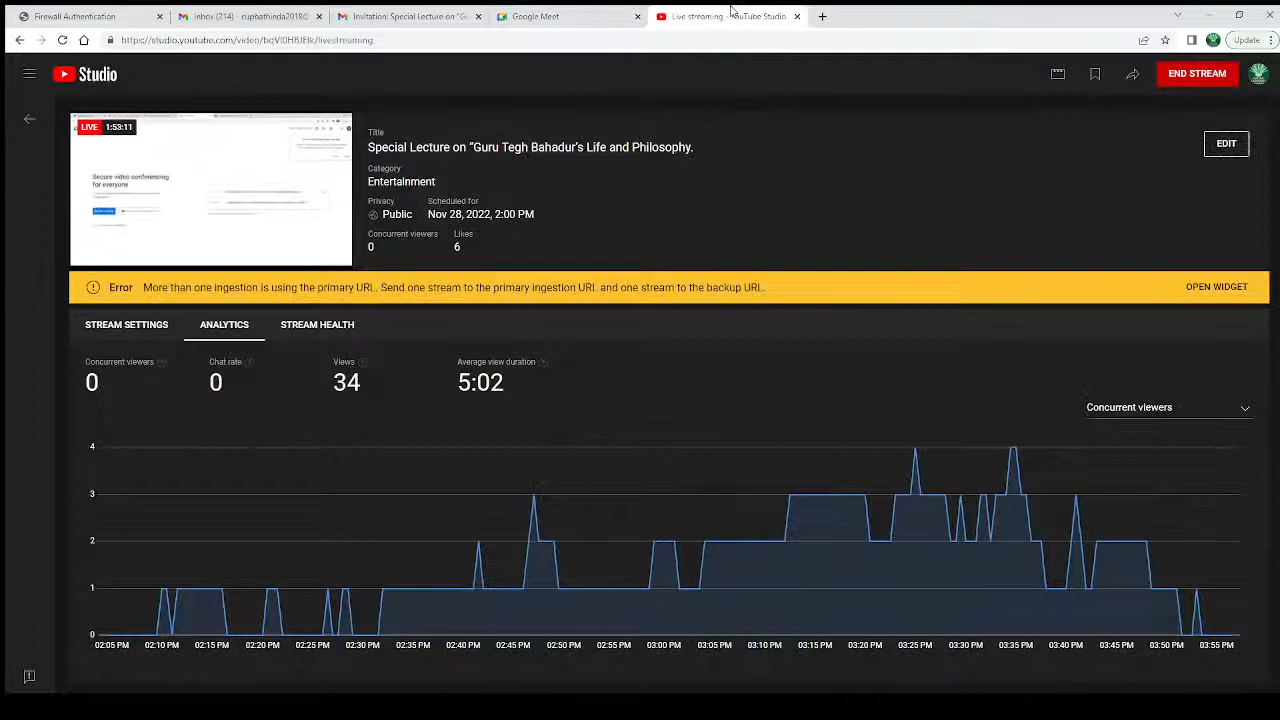 Firewall Authentication
Inbox (214) - cupbathinda2018@
Invitation: Special Lecture on “Gu
Google Meet
Live streaming - YouTube Studio
https://studio.youtube.com/video/bqVl0HBJEIk/livestreaming
Update
Studio
END STREAM
LIVE 1:53:11
Secure video conferencing
for everyone
Title
Special Lecture on “Guru Tegh Bahadur's Life and Philosophy.
EDIT
Category
Entertainment
Privacy Scheduled for
Public Nov 28, 2022, 2:00 PM
Concurrent viewers Likes
0 6
Error More than one ingestion is using the primary URL. Send one stream to the primary ingestion URL and one stream to the backup URL. OPEN WIDGET
STREAM SETTINGS ANALYTICS STREAM HEALTH
Concurrent viewers Chat rate Views Average view duration
0 0 34 5:02
Concurrent viewers
4
3
2
1
0
02:05 PM 02:10 PM 02:15 PM 02:20 PM 02:25 PM 02:30 PM 02:35 PM 02:40 PM 02:45 PM 02:50 PM 02:55 PM 03:00 PM 03:05 PM 03:10 PM 03:15 PM 03:20 PM 03:25 PM 03:30 PM 03:35 PM 03:40 PM 03:45 PM 03:50 PM 03:55 PM